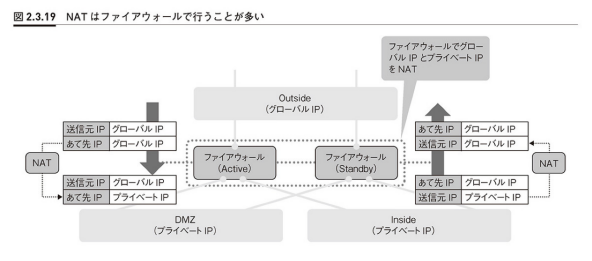 図 2.3.19 NAT はファイアウォールで行うことが多い
ファイアウォールでグロー
バル IP とプライベート IP
を NAT
Outside
（グローバル IP）
送信元 IP グローバル IP
あて先 IP グローバル IP
NAT
送信元 IP グローバル IP
あて先 IP プライベート IP
ファイアウォール
（Active）
ファイアウォール
（Standby）
あて先 IP グローバル IP
送信元 IP グローバル IP
NAT
あて先 IP グローバル IP
送信元 IP プライベート IP
DMZ
（プライベート IP）
Inside
（プライベート IP）